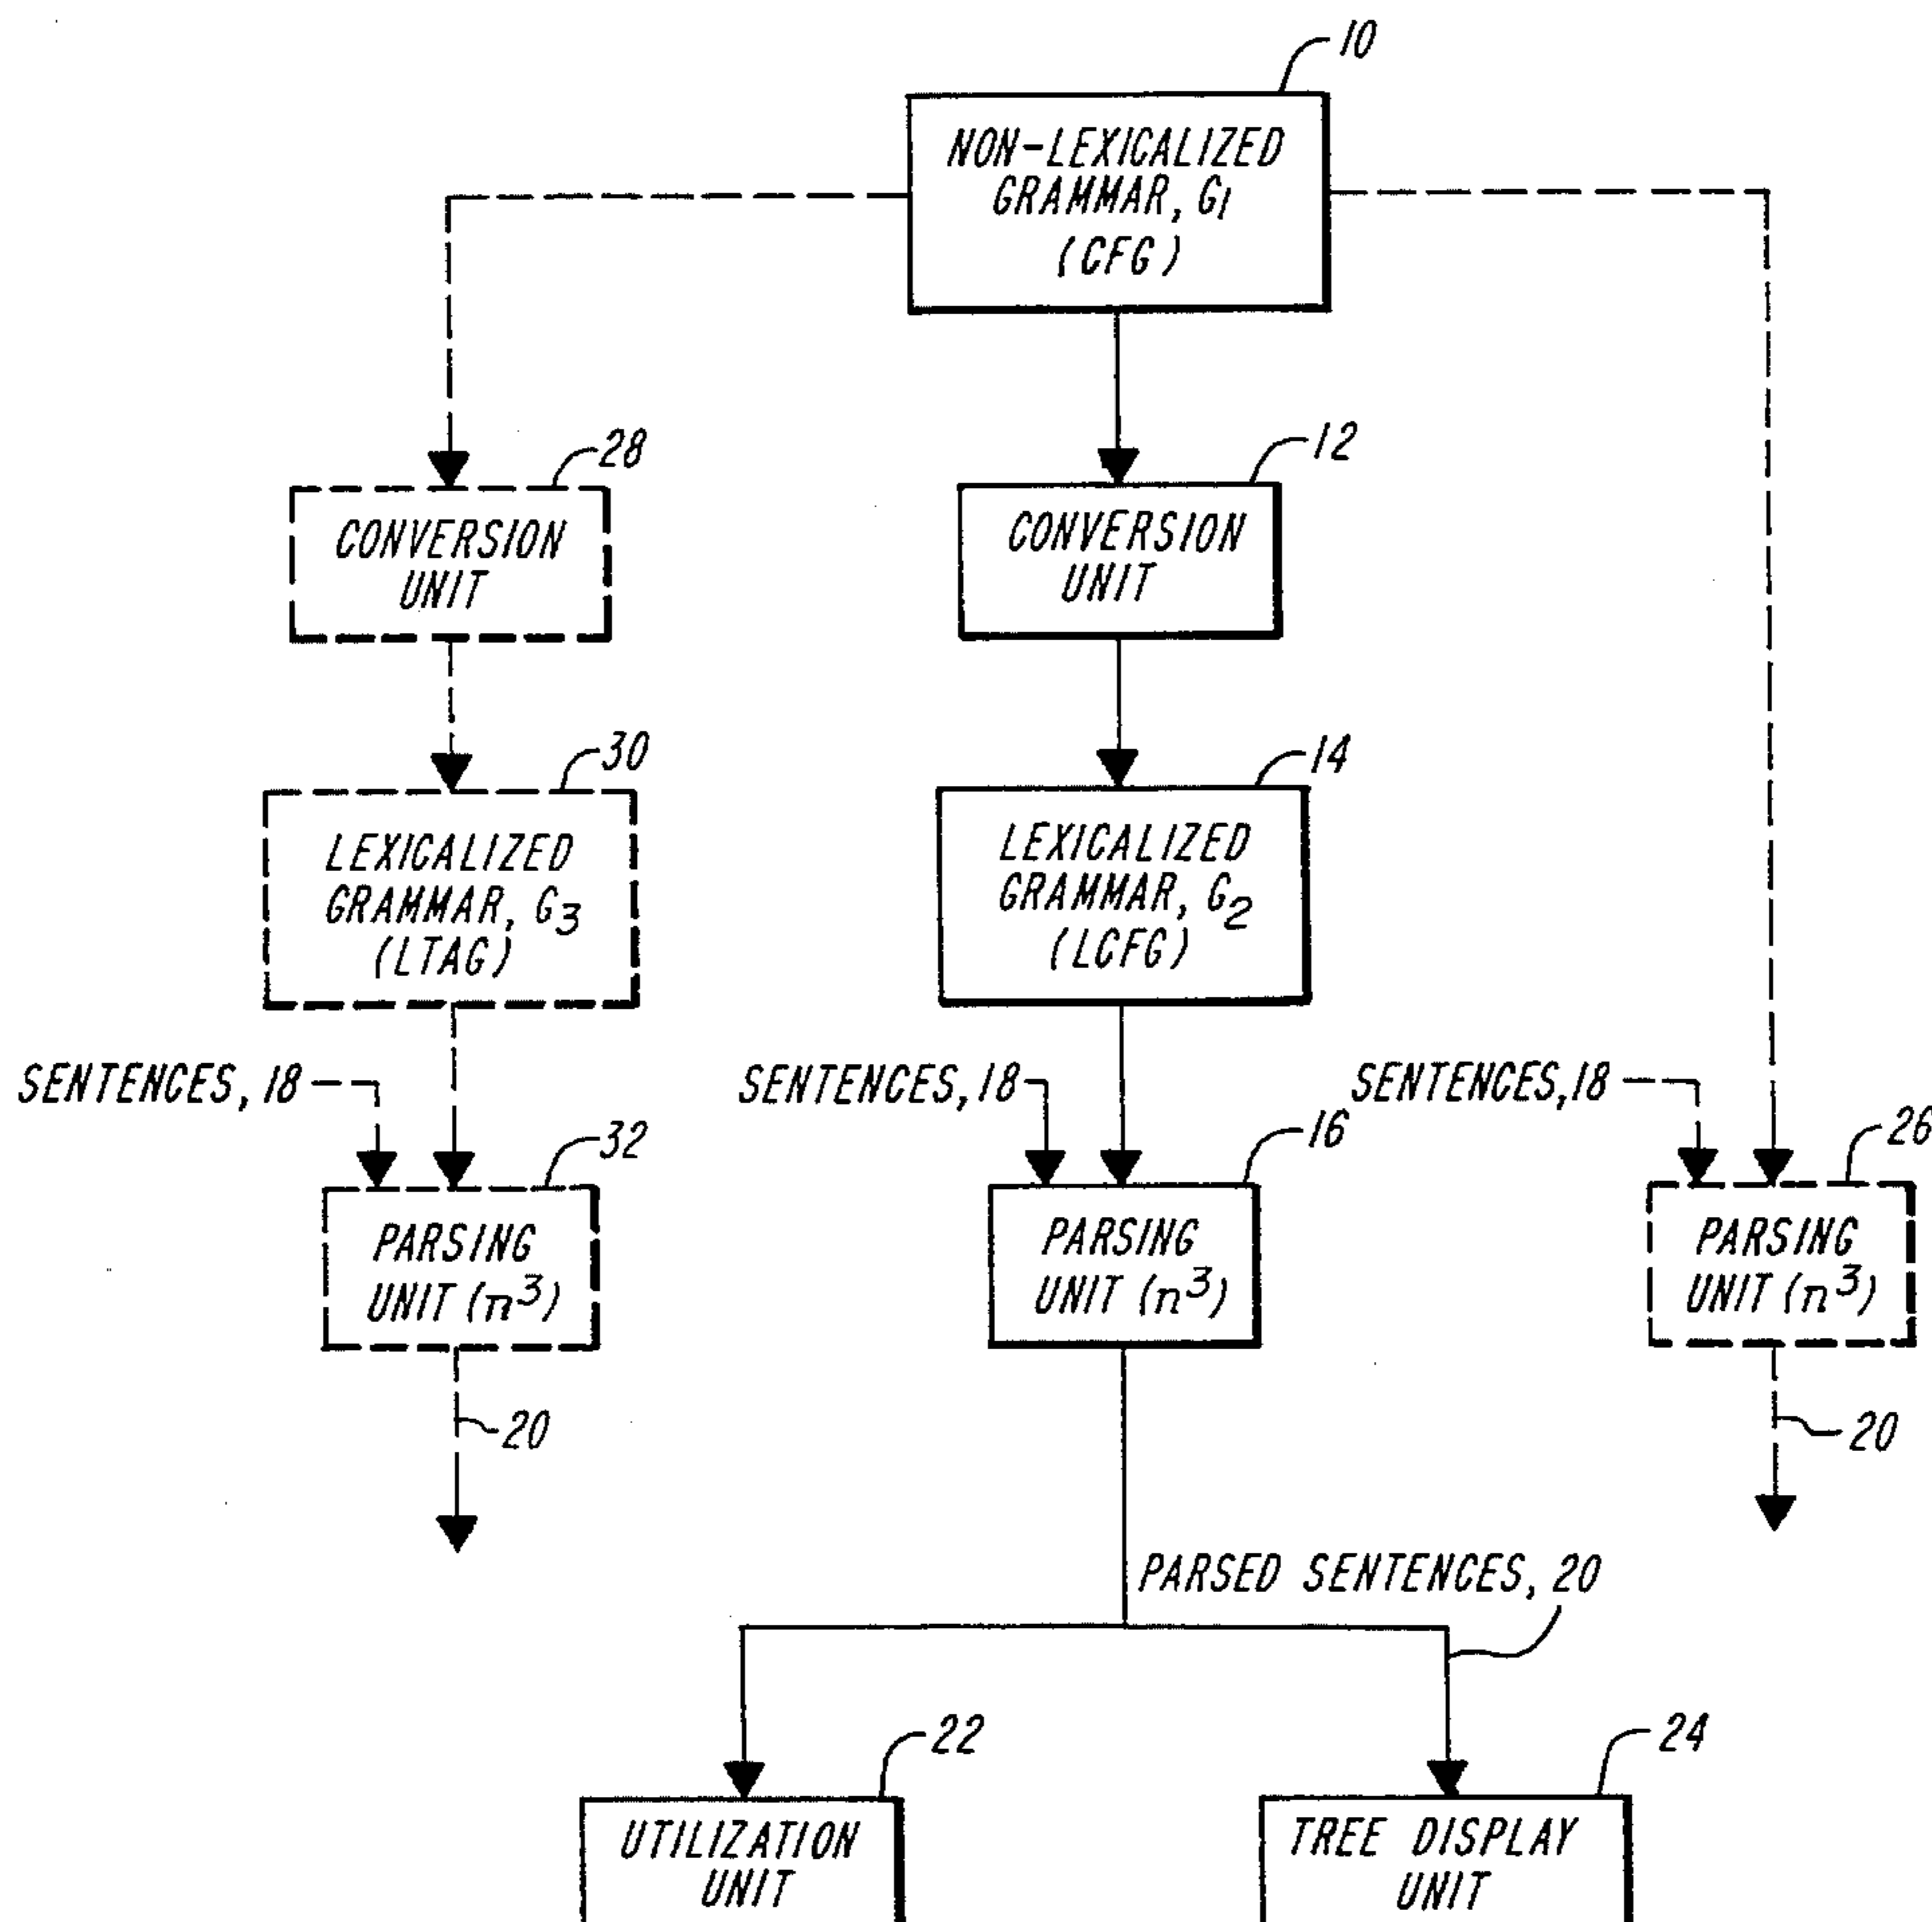 10
NON-LEXICALIZED
GRAMMAR, G1
(CFG)
28
CONVERSION
UNIT
12
CONVERSION
UNIT
30
LEXICALIZED
GRAMMAR, G3
(LTAG)
14
LEXICALIZED
GRAMMAR, G2
(LCFG)
SENTENCES, 18
32
PARSING
UNIT (n³)
20
SENTENCES, 18
16
PARSING
UNIT (n³)
SENTENCES, 18
26
PARSING
UNIT (n³)
20
PARSED SENTENCES, 20
22
UTILIZATION
UNIT
24
TREE DISPLAY
UNIT